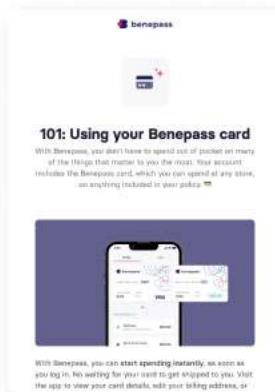 benepass
101: Using your Benepass card
With Benepass, you don't have to spend out of pocket on many
of the things that matter to you the most. Your account
includes the Benepass card, which you can spend at any store,
on anything included in your policy. 💳
benepass
VISA
With Benepass, you can start spending instantly, as soon as
you log in. No waiting for your card to get shipped to you. Visit
the app to view your card details, edit your billing address, or